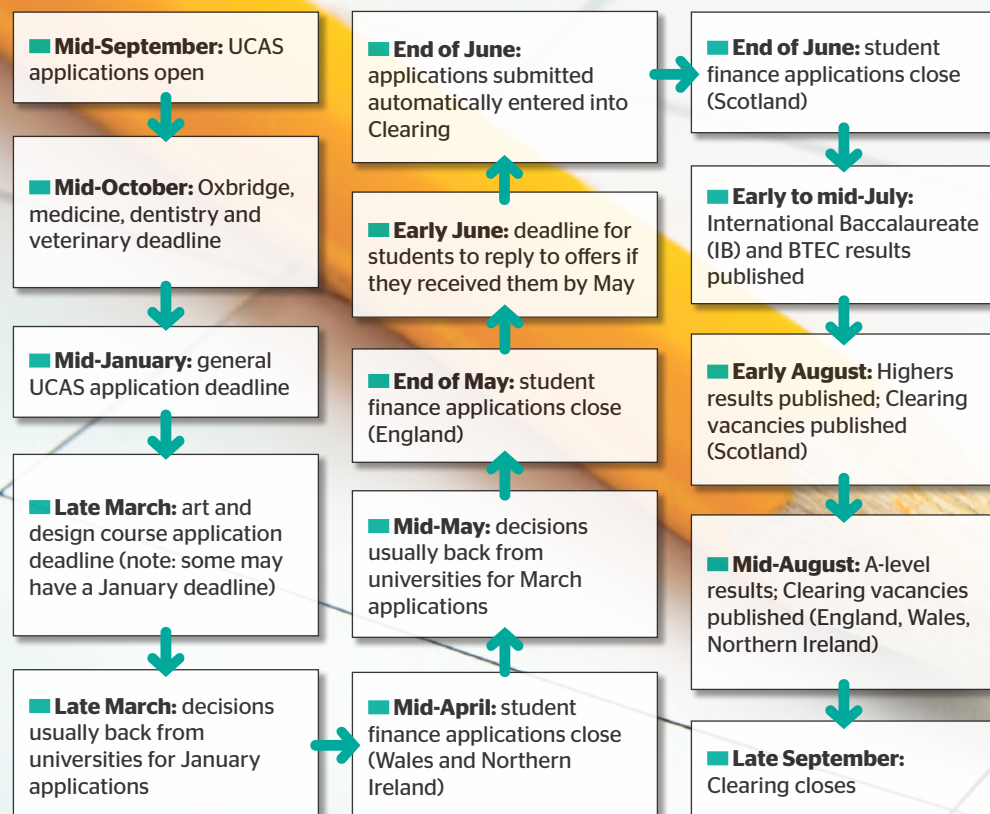 Mid-September: UCAS
applications open
Mid-October: Oxbridge,
medicine, dentistry and
veterinary deadline
Mid-January: general
UCAS application deadline
Late March: art and
design course application
deadline (note: some may
have a January deadline)
Late March: decisions
usually back from
universities for January
applications
Mid-April: student
finance applications close
(Wales and Northern
Ireland)
Mid-May: decisions
usually back from
universities for March
applications
End of May: student
finance applications close
(England)
Early June: deadline for
students to reply to offers if
they received them by May
End of June:
applications submitted
automatically entered into
Clearing
End of June: student
finance applications close
(Scotland)
Early to mid-July:
International Baccalaureate
(IB) and BTEC results
published
Early August: Highers
results published; Clearing
vacancies published
(Scotland)
Mid-August: A-level
results; Clearing vacancies
published (England, Wales,
Northern Ireland)
Late September:
Clearing closes